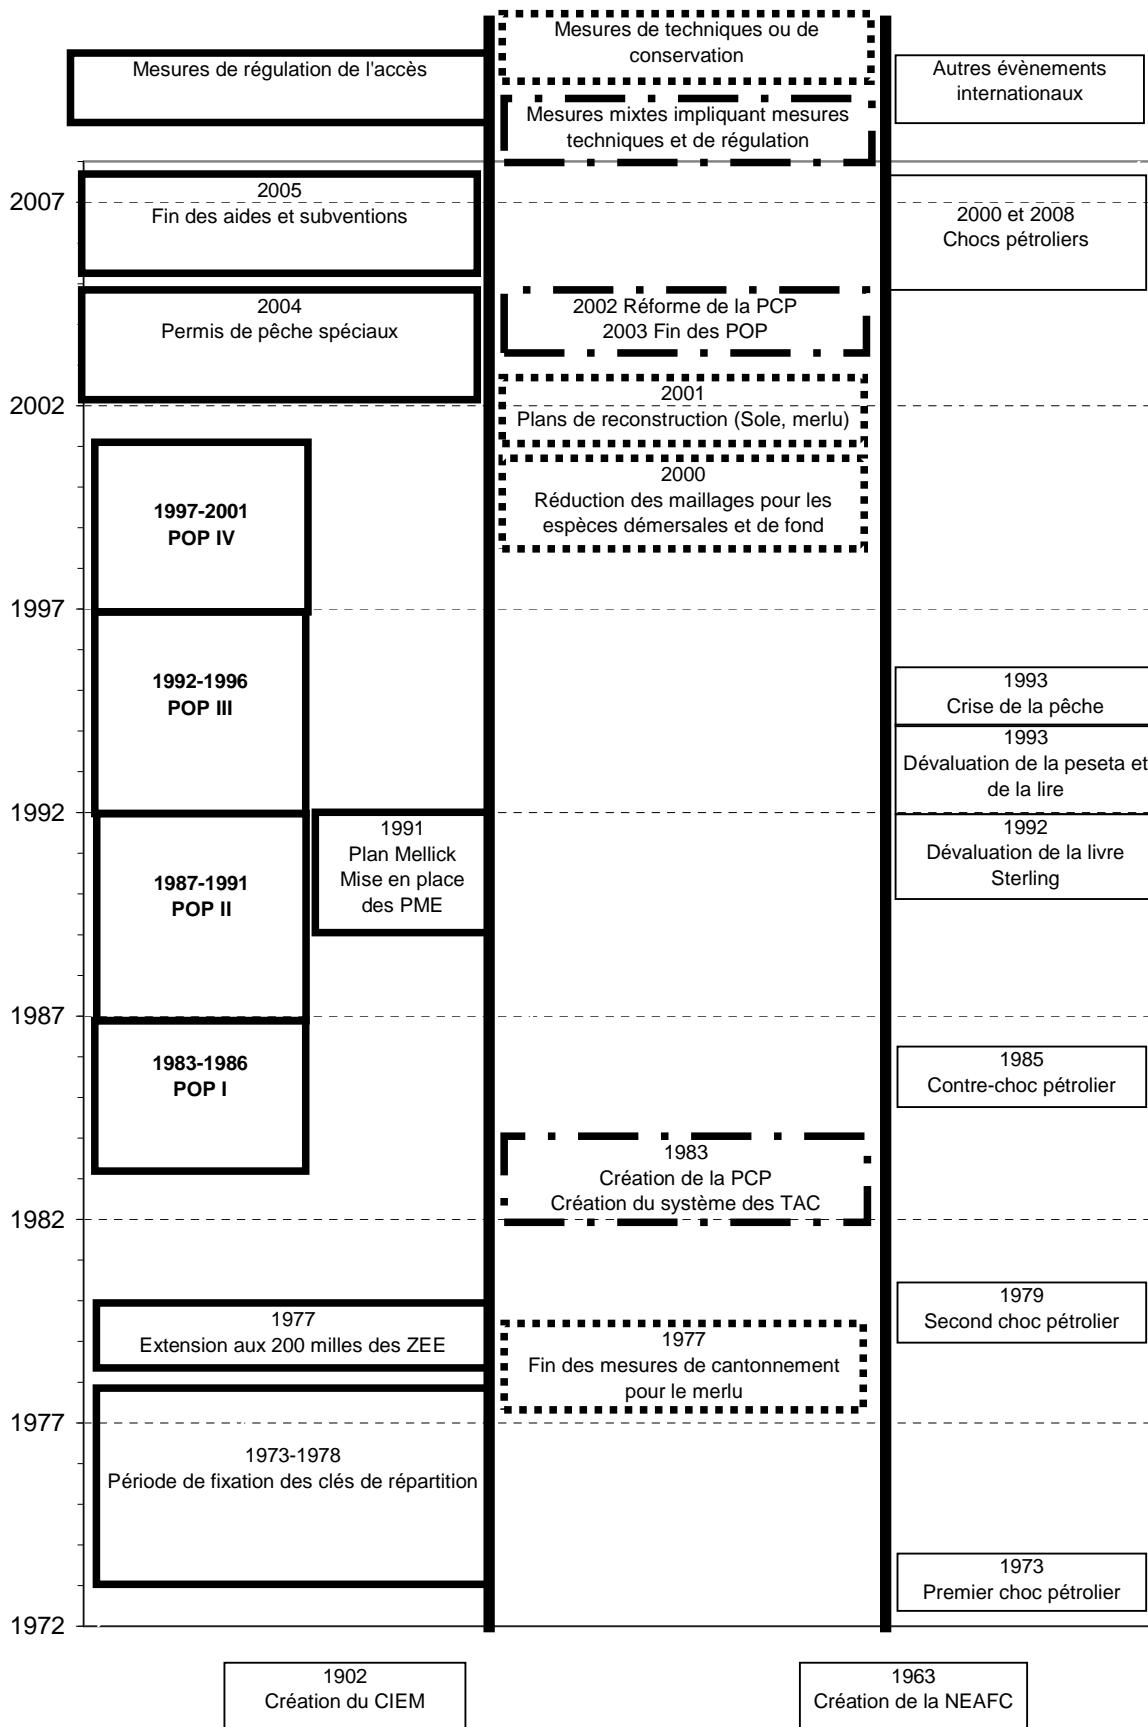 Mesures de régulation de l'accès
Mesures de techniques ou de
conservation
Mesures mixtes impliquant mesures
techniques et de régulation
Autres évènements
internationaux
2007
2005
Fin des aides et subventions
2000 et 2008
Chocs pétroliers
2004
Permis de pêche spéciaux
2002 Réforme de la PCP
2003 Fin des POP
2002
2001
Plans de reconstruction (Sole, merlu)
2000
Réduction des maillages pour les
espèces démersales et de fond
1997-2001
POP IV
1997
1992-1996
POP III
1993
Crise de la pêche
1993
Dévaluation de la peseta et
de la lire
1992
1991
Plan Mellick
Mise en place
des PME
1992
Dévaluation de la livre
Sterling
1987-1991
POP II
1987
1983-1986
POP I
1985
Contre-choc pétrolier
1983
Création de la PCP
Création du système des TAC
1982
1977
Extension aux 200 milles des ZEE
1979
Second choc pétrolier
1977
Fin des mesures de cantonnement
pour le merlu
1977
1973-1978
Période de fixation des clés de répartition
1973
Premier choc pétrolier
1972
1902
Création du CIEM
1963
Création de la NEAFC